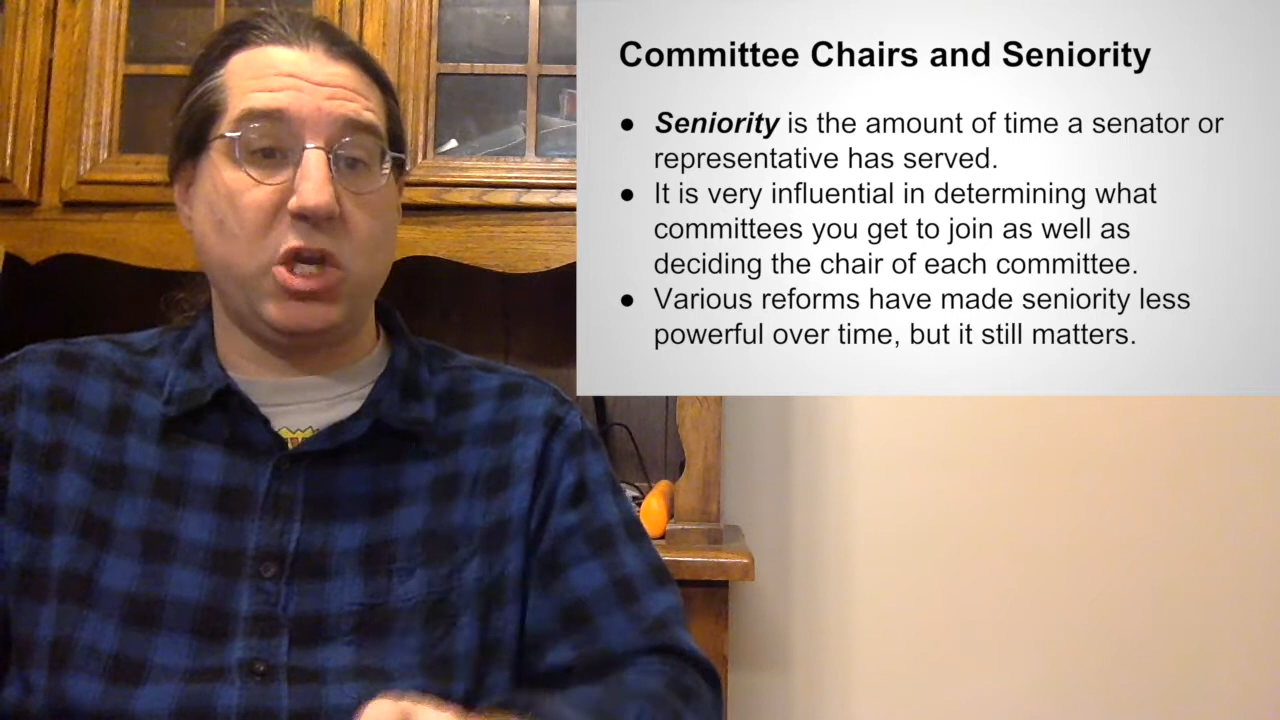 Committee Chairs and Seniority
● Seniority is the amount of time a senator or
representative has served.
● It is very influential in determining what
committees you get to join as well as
deciding the chair of each committee.
● Various reforms have made seniority less
powerful over time, but it still matters.